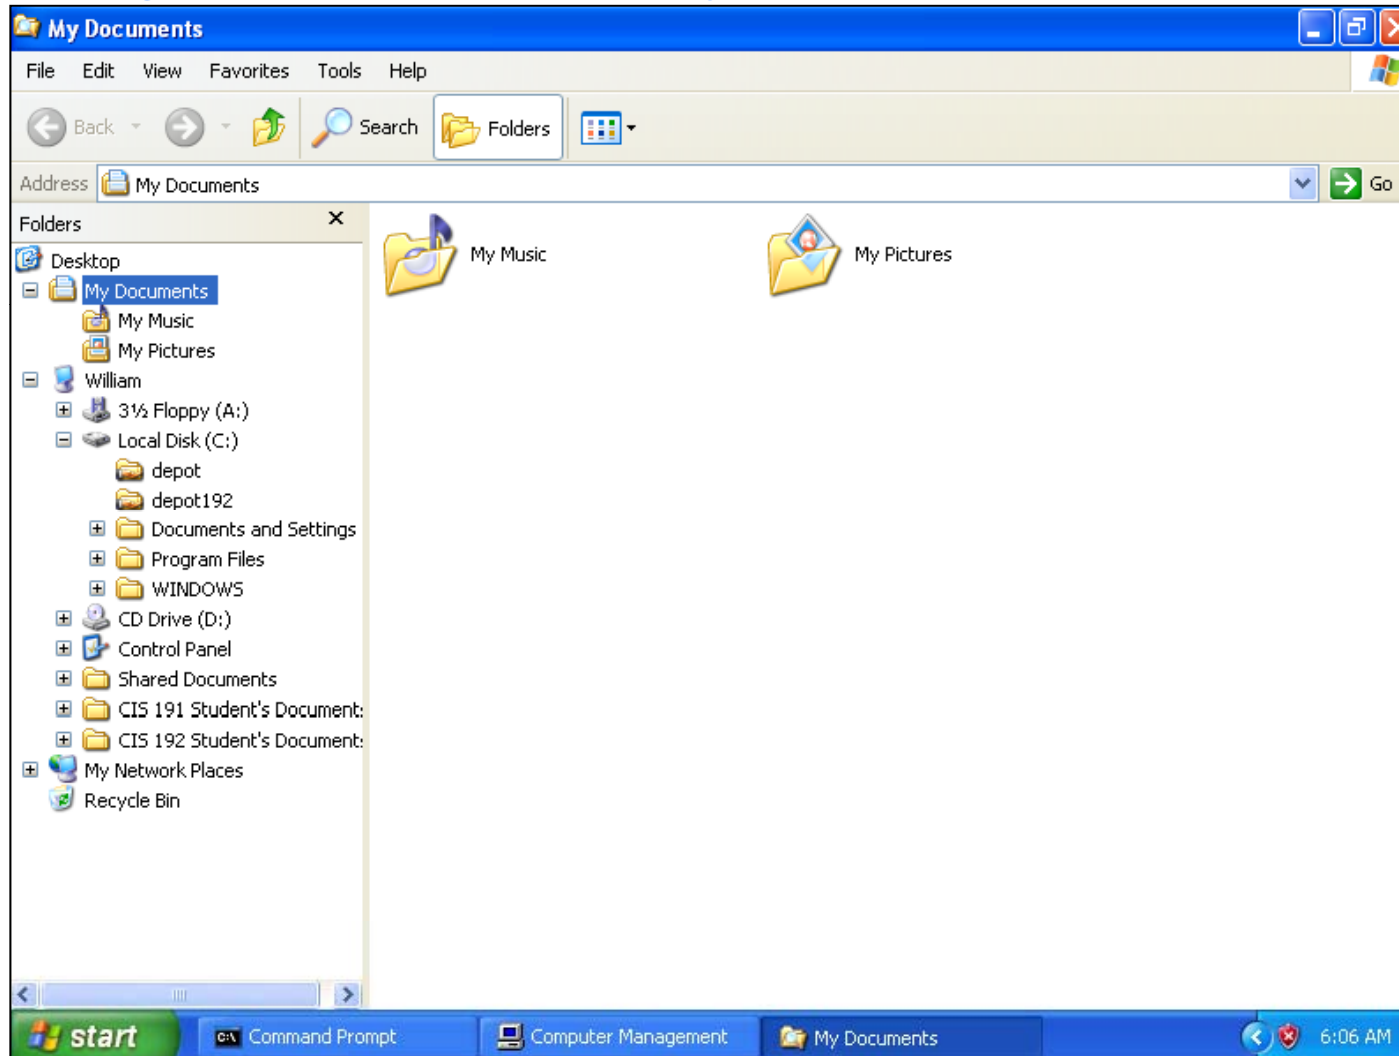 My Documents
File Edit View Favorites Tools Help
Back Search Folders
Address My Documents Go
Folders
Desktop
My Documents
My Music
My Pictures
William
3½ Floppy (A:)
Local Disk (C:)
depot
depot192
Documents and Settings
Program Files
WINDOWS
CD Drive (D:)
Control Panel
Shared Documents
CIS 191 Student's Documents
CIS 192 Student's Documents
My Network Places
Recycle Bin
My Music My Pictures
start Command Prompt Computer Management My Documents 6:06 AM